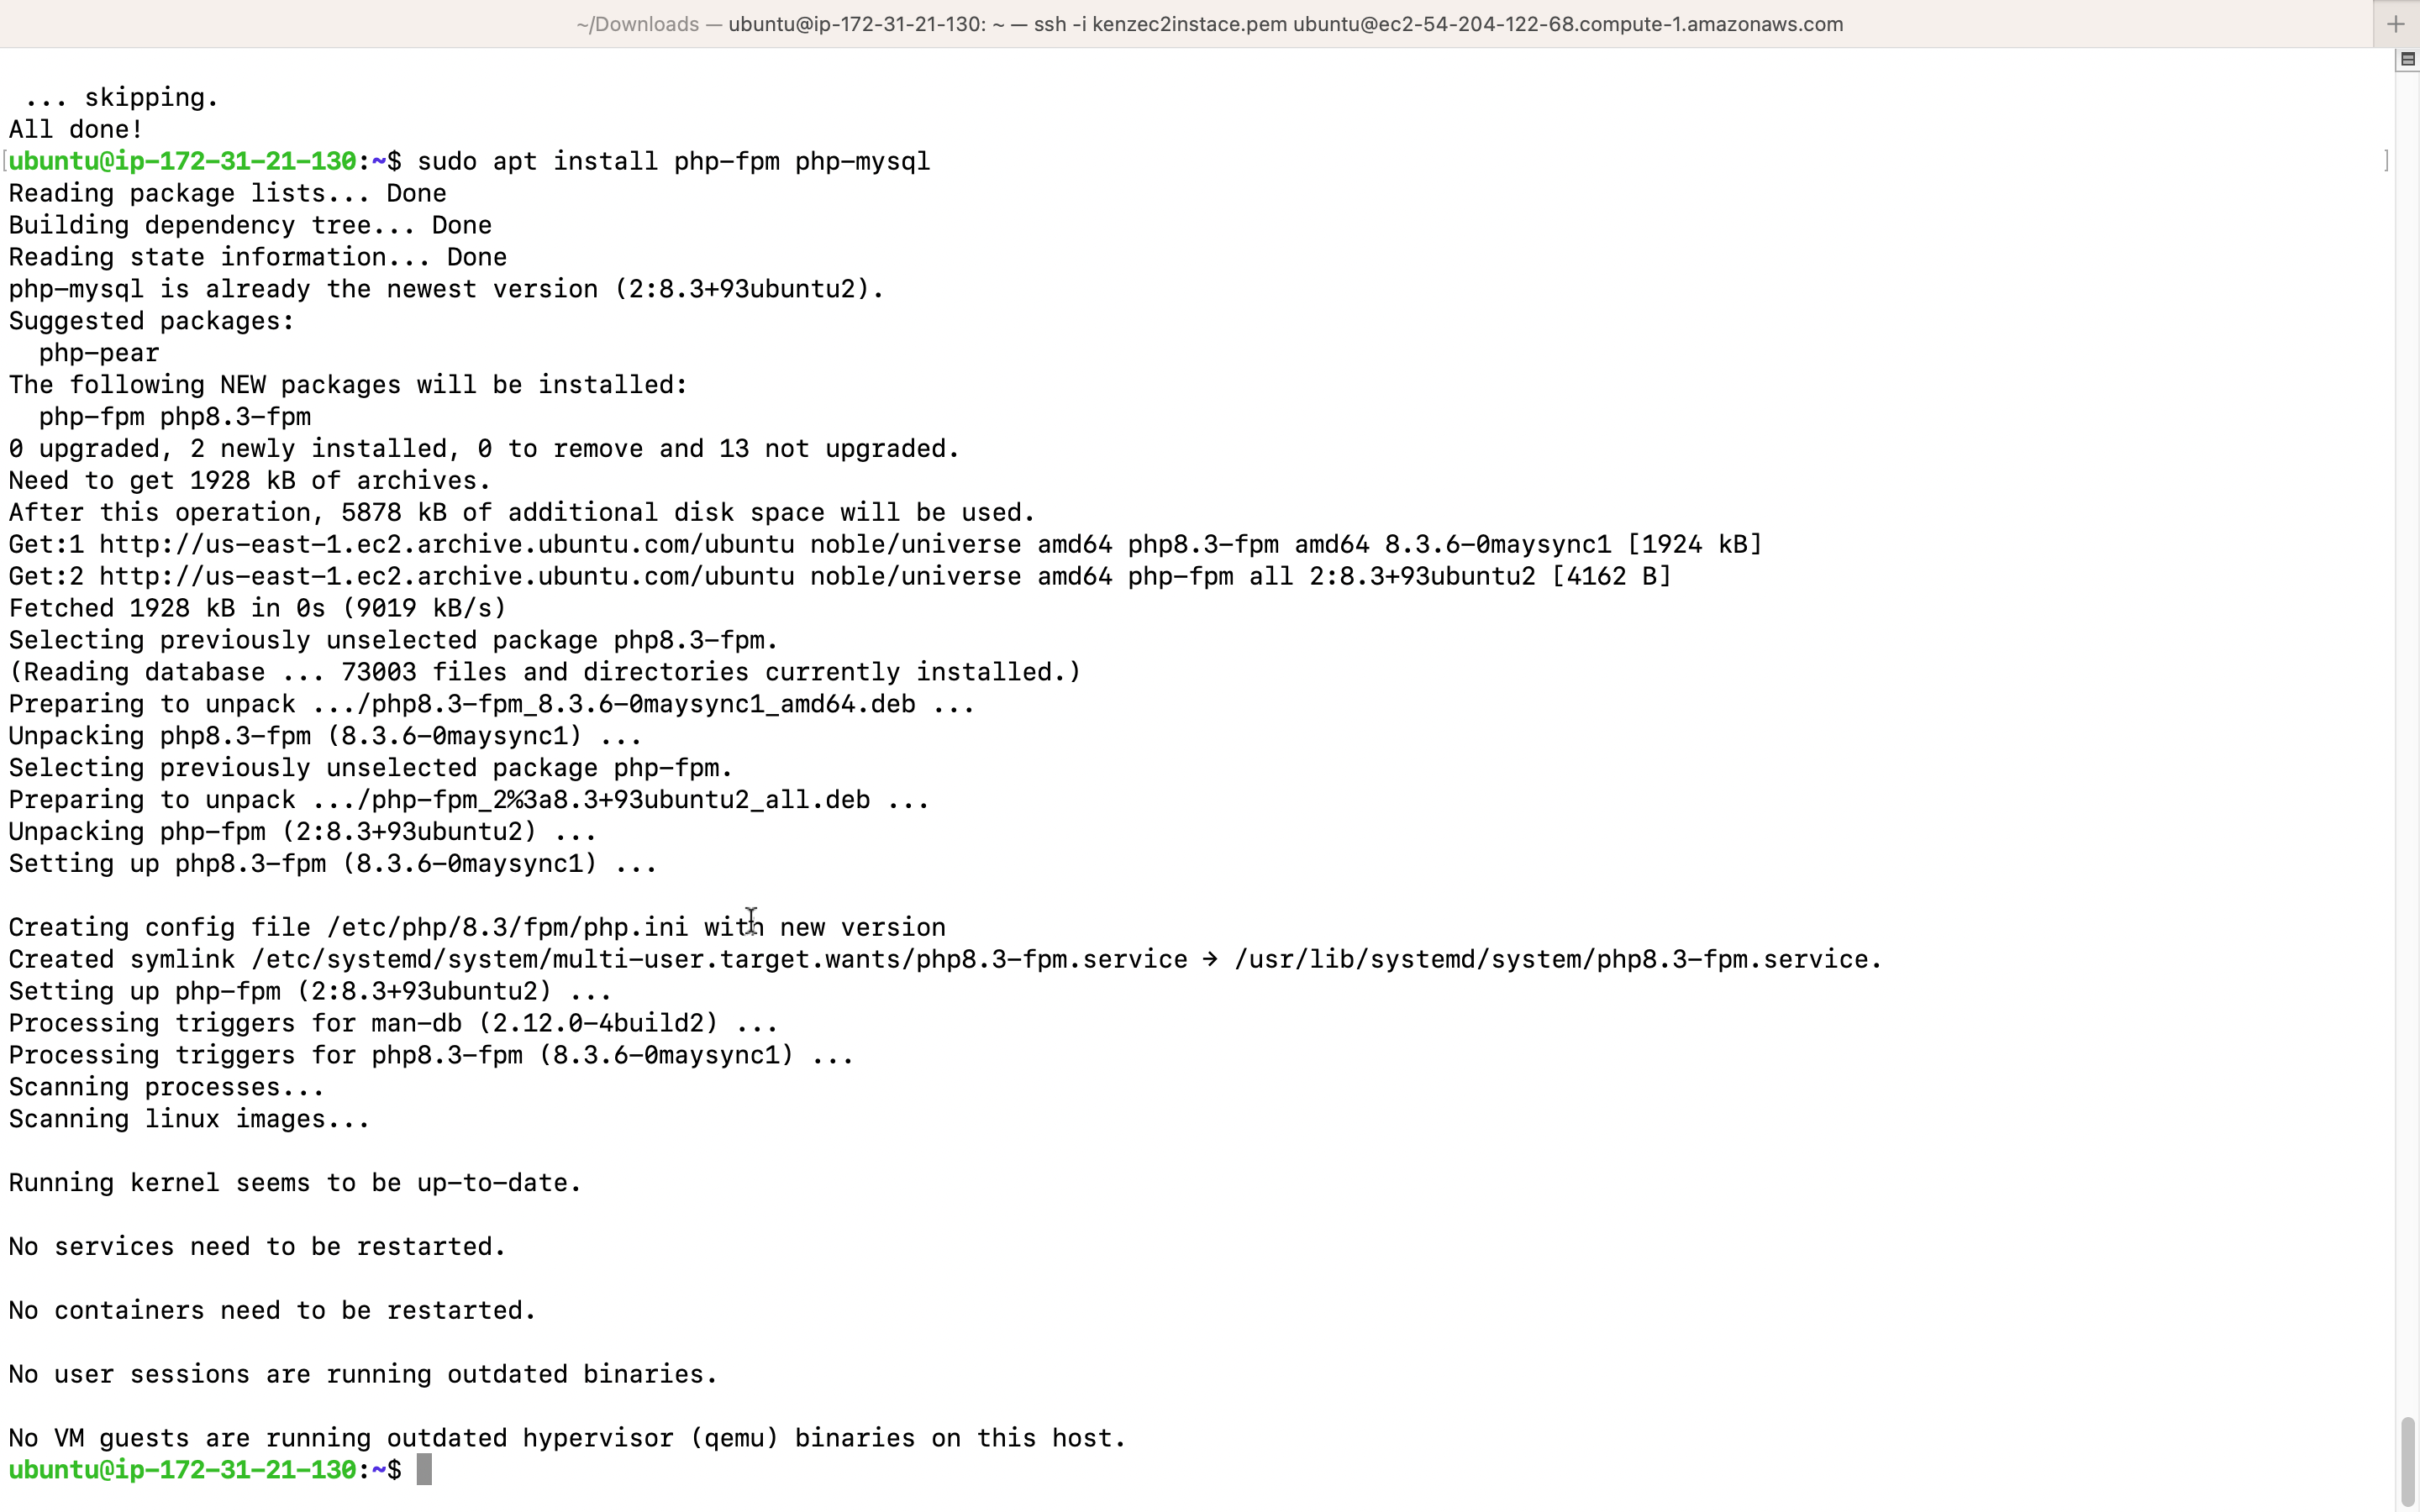 ~/Downloads — ubuntu@ip-172-31-21-130: ~ — ssh -i kenzec2instace.pem ubuntu@ec2-54-204-122-68.compute-1.amazonaws.com
 ... skipping.
All done!
[ubuntu@ip-172-31-21-130:~$ sudo apt install php-fpm php-mysql ]
Reading package lists... Done
Building dependency tree... Done
Reading state information... Done
php-mysql is already the newest version (2:8.3+93ubuntu2).
Suggested packages:
  php-pear
The following NEW packages will be installed:
  php-fpm php8.3-fpm
0 upgraded, 2 newly installed, 0 to remove and 13 not upgraded.
Need to get 1928 kB of archives.
After this operation, 5878 kB of additional disk space will be used.
Get:1 http://us-east-1.ec2.archive.ubuntu.com/ubuntu noble/universe amd64 php8.3-fpm amd64 8.3.6-0maysync1 [1924 kB]
Get:2 http://us-east-1.ec2.archive.ubuntu.com/ubuntu noble/universe amd64 php-fpm all 2:8.3+93ubuntu2 [4162 B]
Fetched 1928 kB in 0s (9019 kB/s)
Selecting previously unselected package php8.3-fpm.
(Reading database ... 73003 files and directories currently installed.)
Preparing to unpack .../php8.3-fpm_8.3.6-0maysync1_amd64.deb ...
Unpacking php8.3-fpm (8.3.6-0maysync1) ...
Selecting previously unselected package php-fpm.
Preparing to unpack .../php-fpm_2%3a8.3+93ubuntu2_all.deb ...
Unpacking php-fpm (2:8.3+93ubuntu2) ...
Setting up php8.3-fpm (8.3.6-0maysync1) ...
Creating config file /etc/php/8.3/fpm/php.ini with new version
Created symlink /etc/systemd/system/multi-user.target.wants/php8.3-fpm.service → /usr/lib/systemd/system/php8.3-fpm.service.
Setting up php-fpm (2:8.3+93ubuntu2) ...
Processing triggers for man-db (2.12.0-4build2) ...
Processing triggers for php8.3-fpm (8.3.6-0maysync1) ...
Scanning processes...
Scanning linux images...
Running kernel seems to be up-to-date.
No services need to be restarted.
No containers need to be restarted.
No user sessions are running outdated binaries.
No VM guests are running outdated hypervisor (qemu) binaries on this host.
ubuntu@ip-172-31-21-130:~$